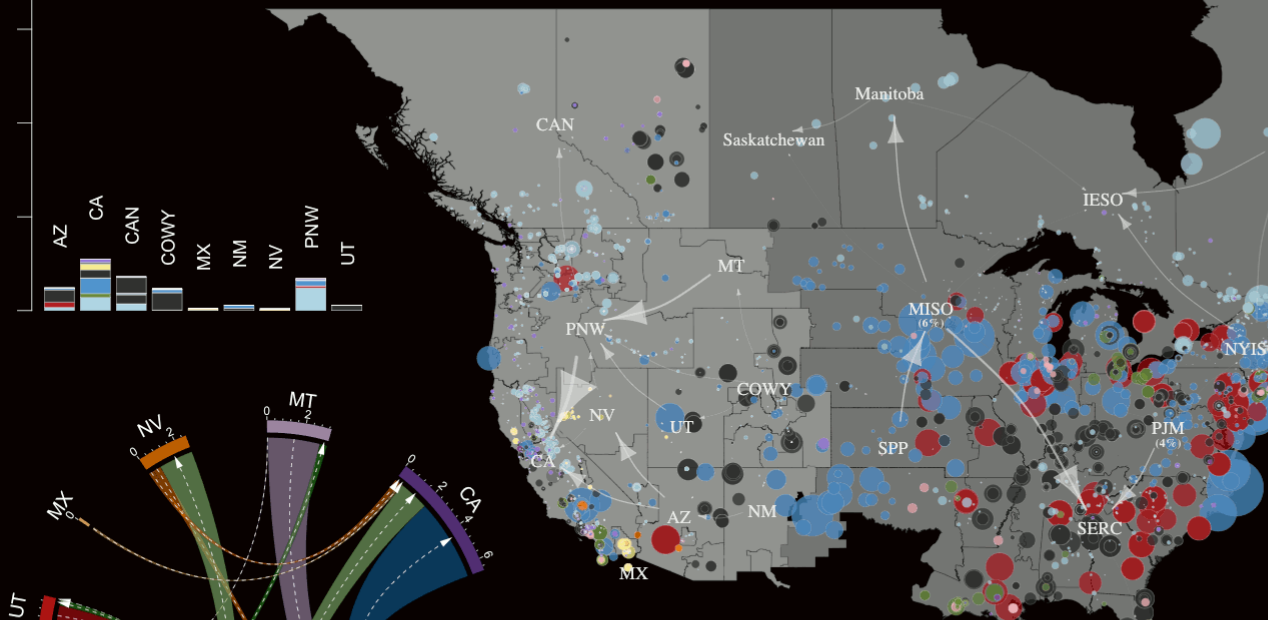 AZ
CA
CAN
COWY
MX
NM
NV
PNW
UT
CAN
Manitoba
Saskatchewan
IESO
MT
PNW
MISO
(6%)
NYIS
COWY
NV
UT
CA
SPP
PJM
(4%)
AZ
NM
SERC
MX
MT
0
2
NV
0
2
CA
0
2
4
6
MX
0
UT